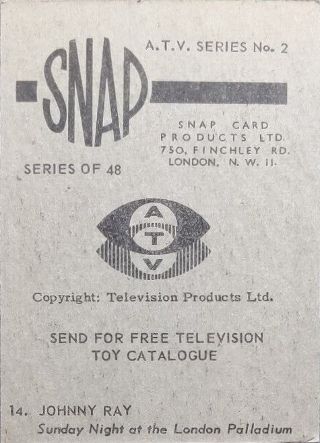 A.T.V. SERIES No. 2
SNAP
SNAP CARD
PRODUCTS LTD.
750, FINCHLEY RD.
LONDON, N. W. 11.
SERIES OF 48
A
T
V
Copyright: Television Products Ltd.
SEND FOR FREE TELEVISION
TOY CATALOGUE
14. JOHNNY RAY
Sunday Night at the London Palladium